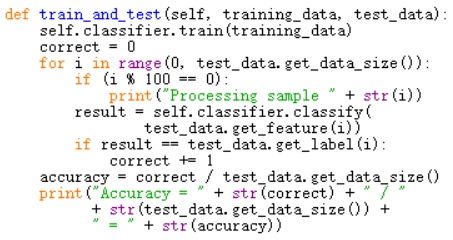 def train_and_test(self, training_data, test_data):
    self.classifier.train(training_data)
    correct = 0
    for i in range(0, test_data.get_data_size()):
        if (i % 100 == 0):
            print("Processing sample " + str(i))
        result = self.classifier.classify(
                test_data.get_feature(i))
        if result == test_data.get_label(i):
            correct += 1
    accuracy = correct / test_data.get_data_size()
    print("Accuracy = " + str(correct) + " / "
          + str(test_data.get_data_size()) +
          " = " + str(accuracy))